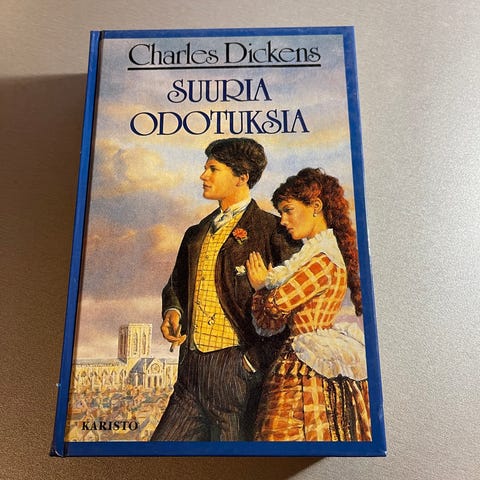 Charles Dickens
SUURIA
ODOTUKSIA
KARISTO